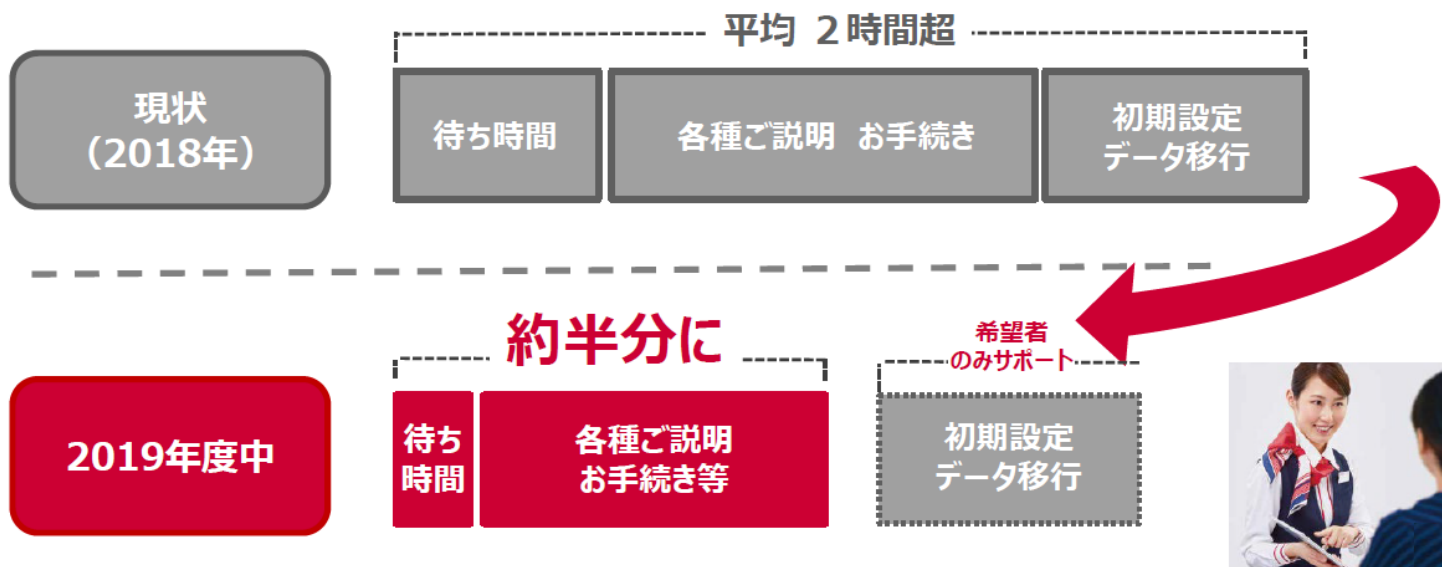 平均 2時間超
現状
（2018年）
待ち時間
各種ご説明 お手続き
初期設定
データ移行
約半分に
希望者
のみサポート
2019年度中
待ち
時間
各種ご説明
お手続き等
初期設定
データ移行